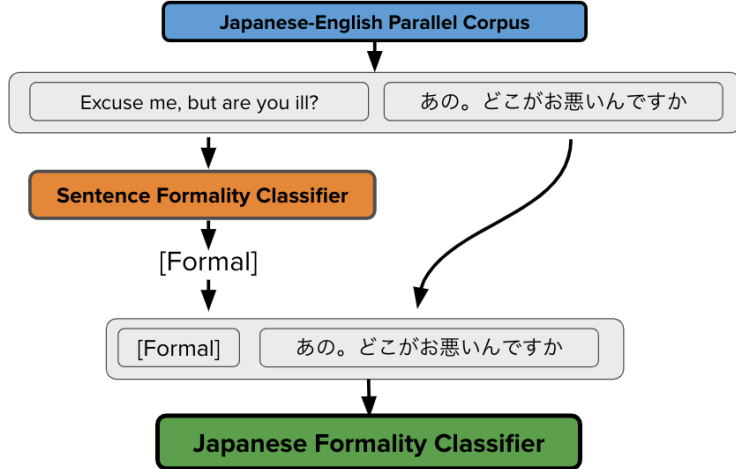 Japanese-English Parallel Corpus
Excuse me, but are you ill?
あの。どこがお悪いんですか
Sentence Formality Classifier
[Formal]
[Formal]
あの。どこがお悪いんですか
Japanese Formality Classifier